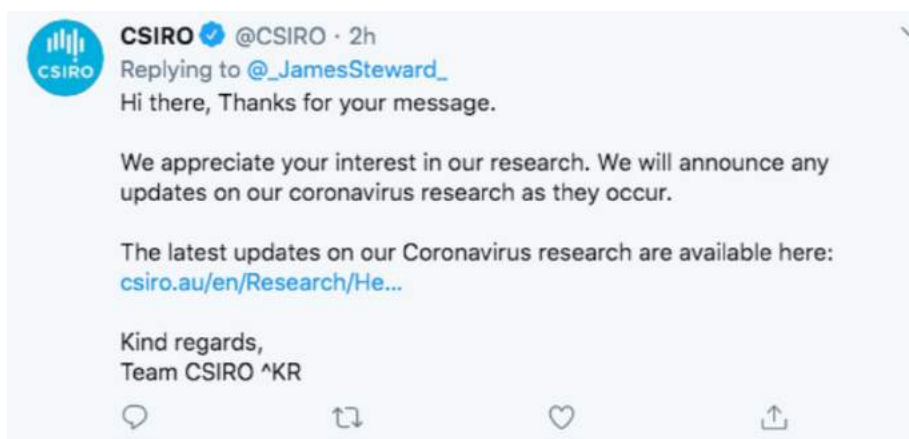 CSIRO @CSIRO · 2h
CSIRO
Replying to @_JamesSteward_
Hi there, Thanks for your message.
We appreciate your interest in our research. We will announce any
updates on our coronavirus research as they occur.
The latest updates on our Coronavirus research are available here:
csiro.au/en/Research/He...
Kind regards,
Team CSIRO ^KR